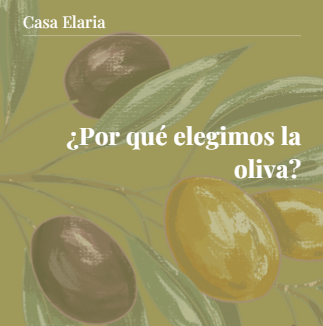 Casa Elaria
¿Por qué elegimos la
oliva?